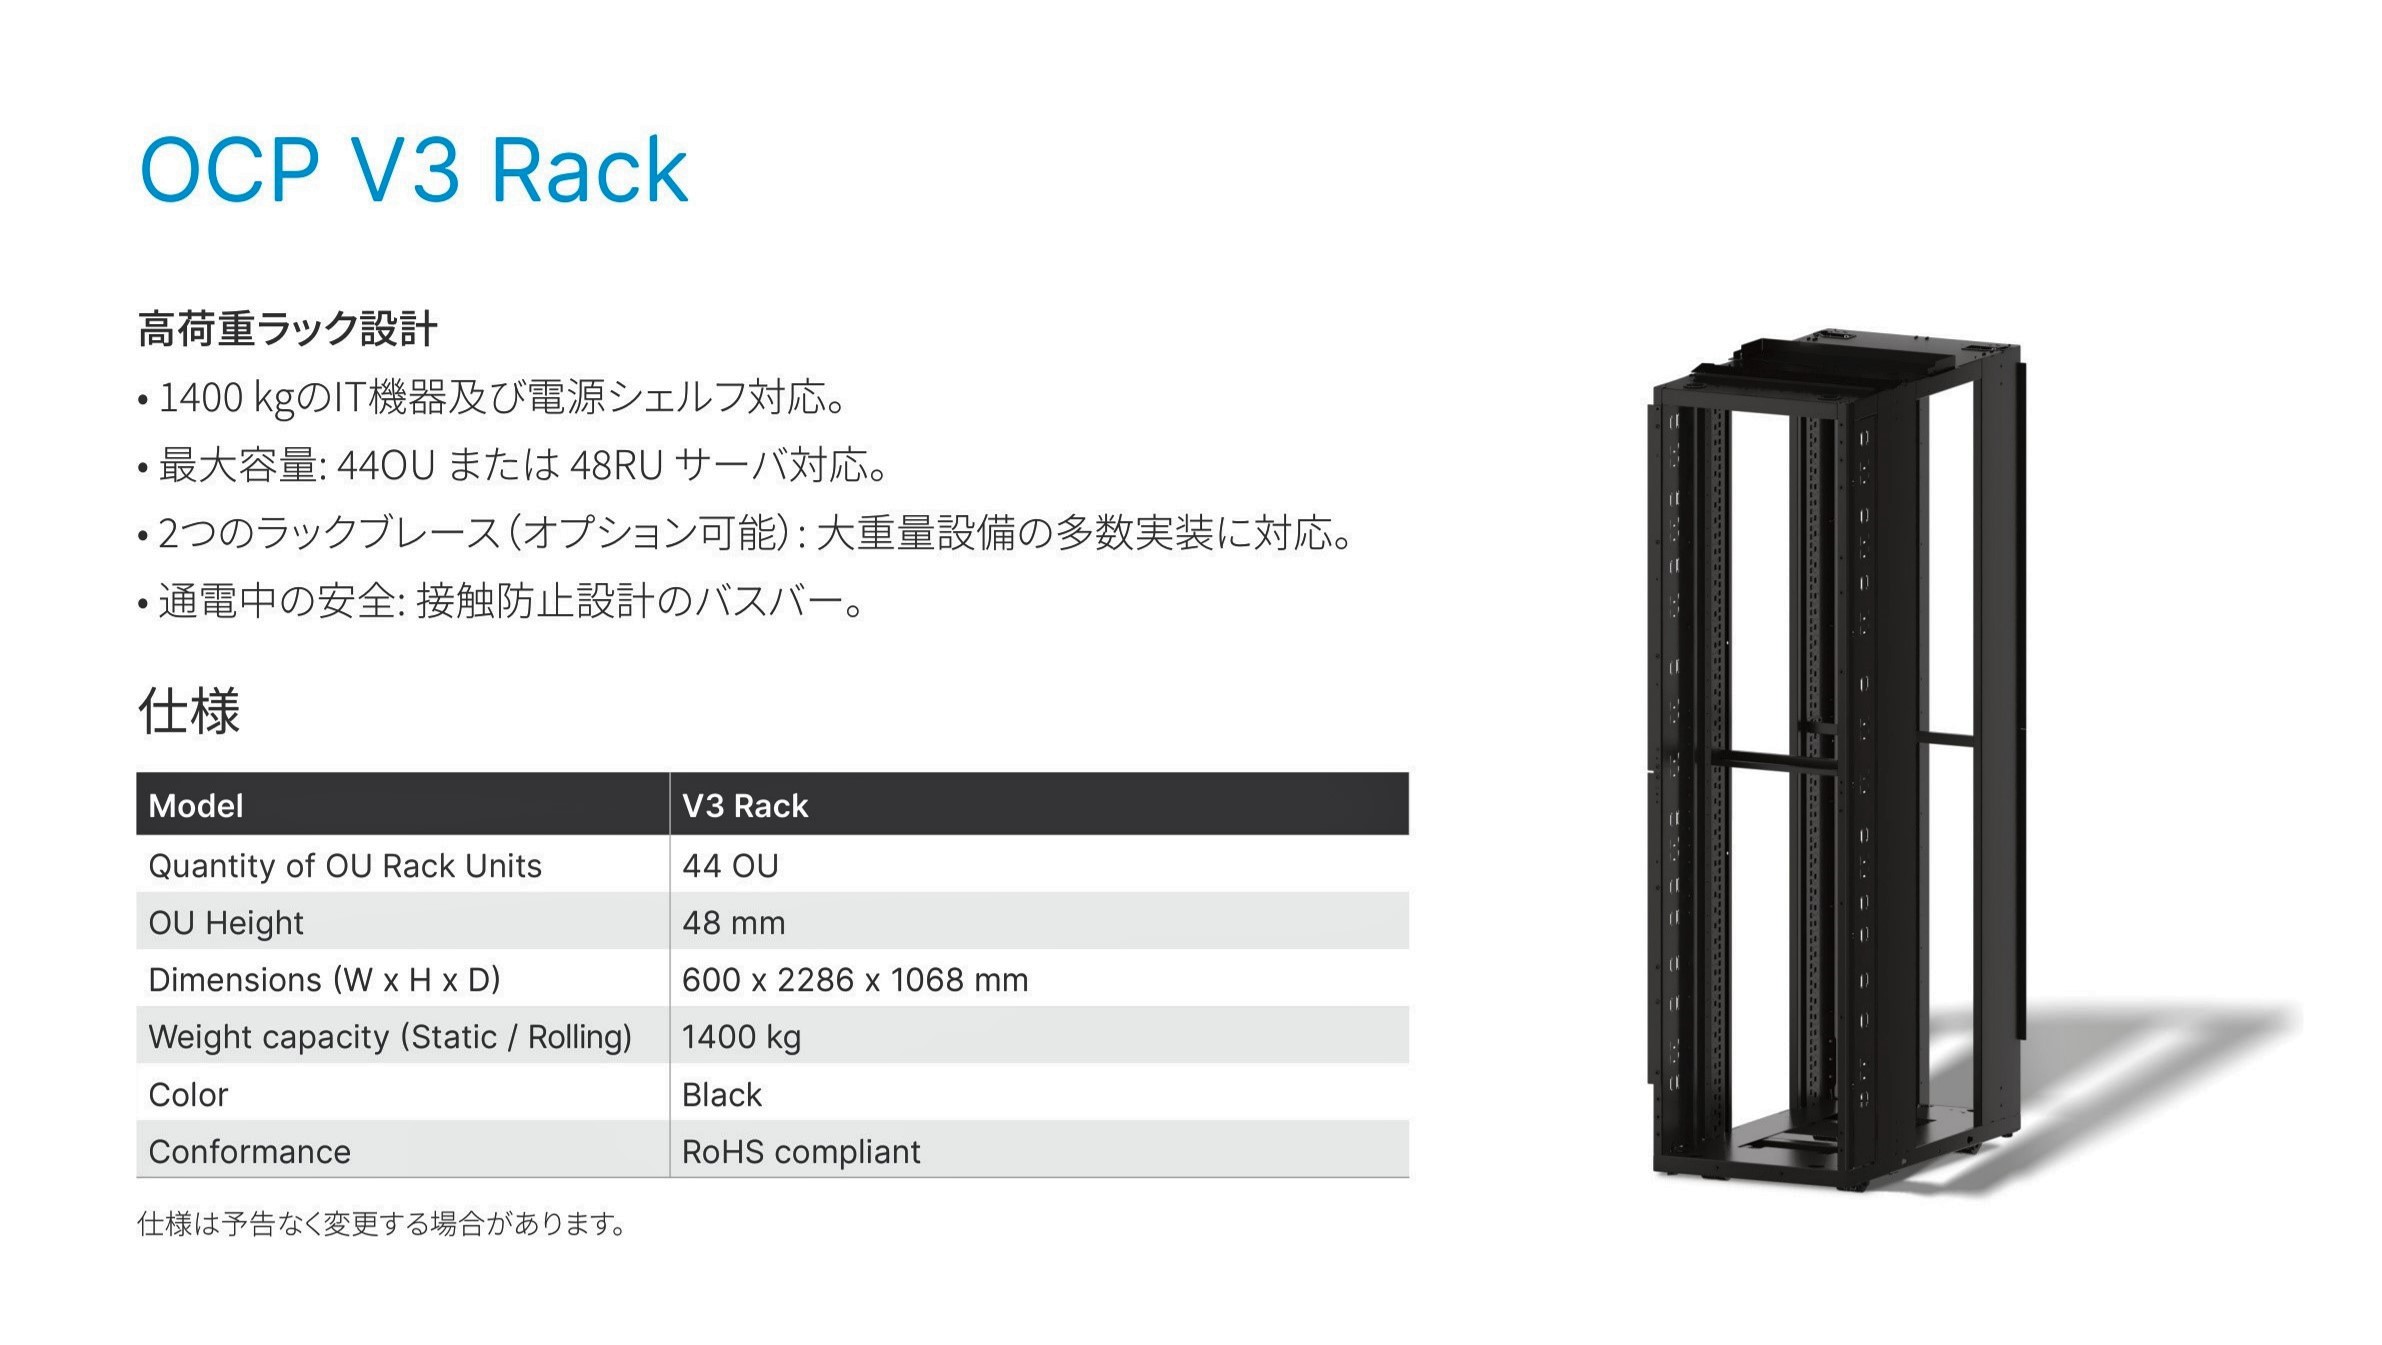 OCP V3 Rack
高荷重ラック設計
• 1400 kgのIT機器及び電源シェルフ対応。
• 最大容量: 44OU または 48RU サーバ対応。
• 2つのラックブレース（オプション可能）: 大重量設備の多数実装に対応。
• 通電中の安全: 接触防止設計のバスバー。
仕様
Model V3 Rack
Quantity of OU Rack Units 44 OU
OU Height 48 mm
Dimensions (W x H x D) 600 x 2286 x 1068 mm
Weight capacity (Static / Rolling) 1400 kg
Color Black
Conformance RoHS compliant
仕様は予告なく変更する場合があります。